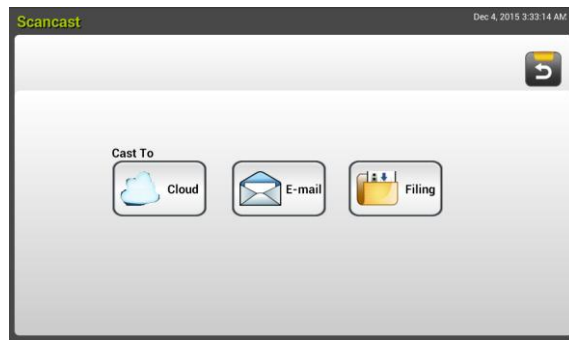 Scancast
Dec 4, 2015 3:33:14 AM
Cast To
Cloud
E-mail
Filing